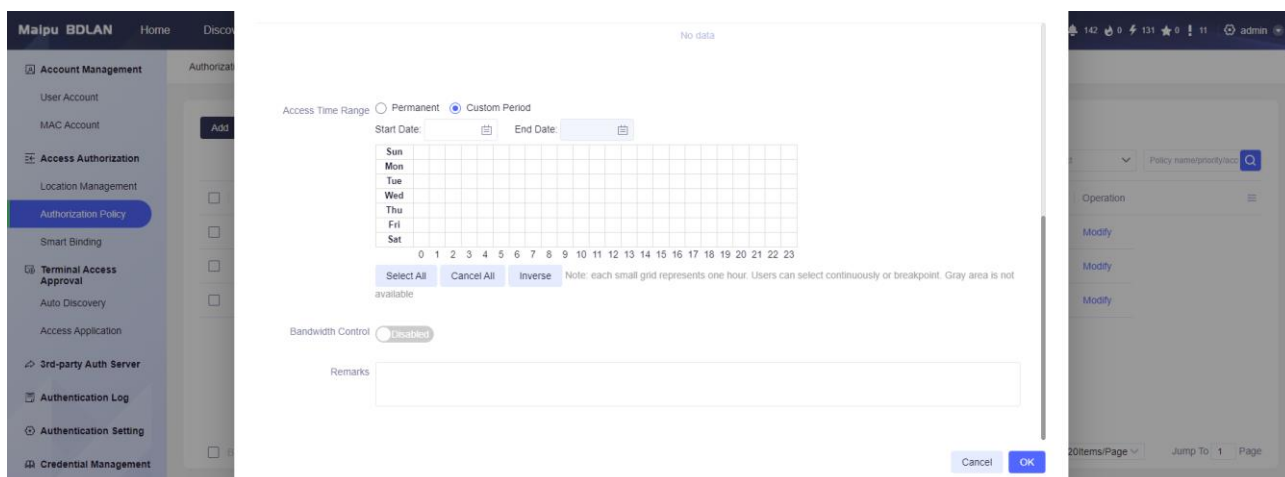 Maipu BDLAN Home Discov 142 0 131 0 11 admin
No data
Account Management
Authorizati
User Account
MAC Account
Add
Access Time Range Permanent Custom Period
Start Date: End Date:
Sun
Mon
Tue
Wed
Thu
Fri
Sat
0 1 2 3 4 5 6 7 8 9 10 11 12 13 14 15 16 17 18 19 20 21 22 23
Select All Cancel All Inverse Note: each small grid represents one hour. Users can select continuously or breakpoint. Gray area is not
available
Access Authorization
Policy name/priority/acc
Location Management
Operation
Authorization Policy
Modify
Smart Binding
Modify
Terminal Access
Approval
Modify
Auto Discovery
Access Application
Bandwidth Control Disabled
3rd-party Auth Server
Remarks
Authentication Log
Authentication Setting
Credential Management
20Items/Page Jump To 1 Page
Cancel OK